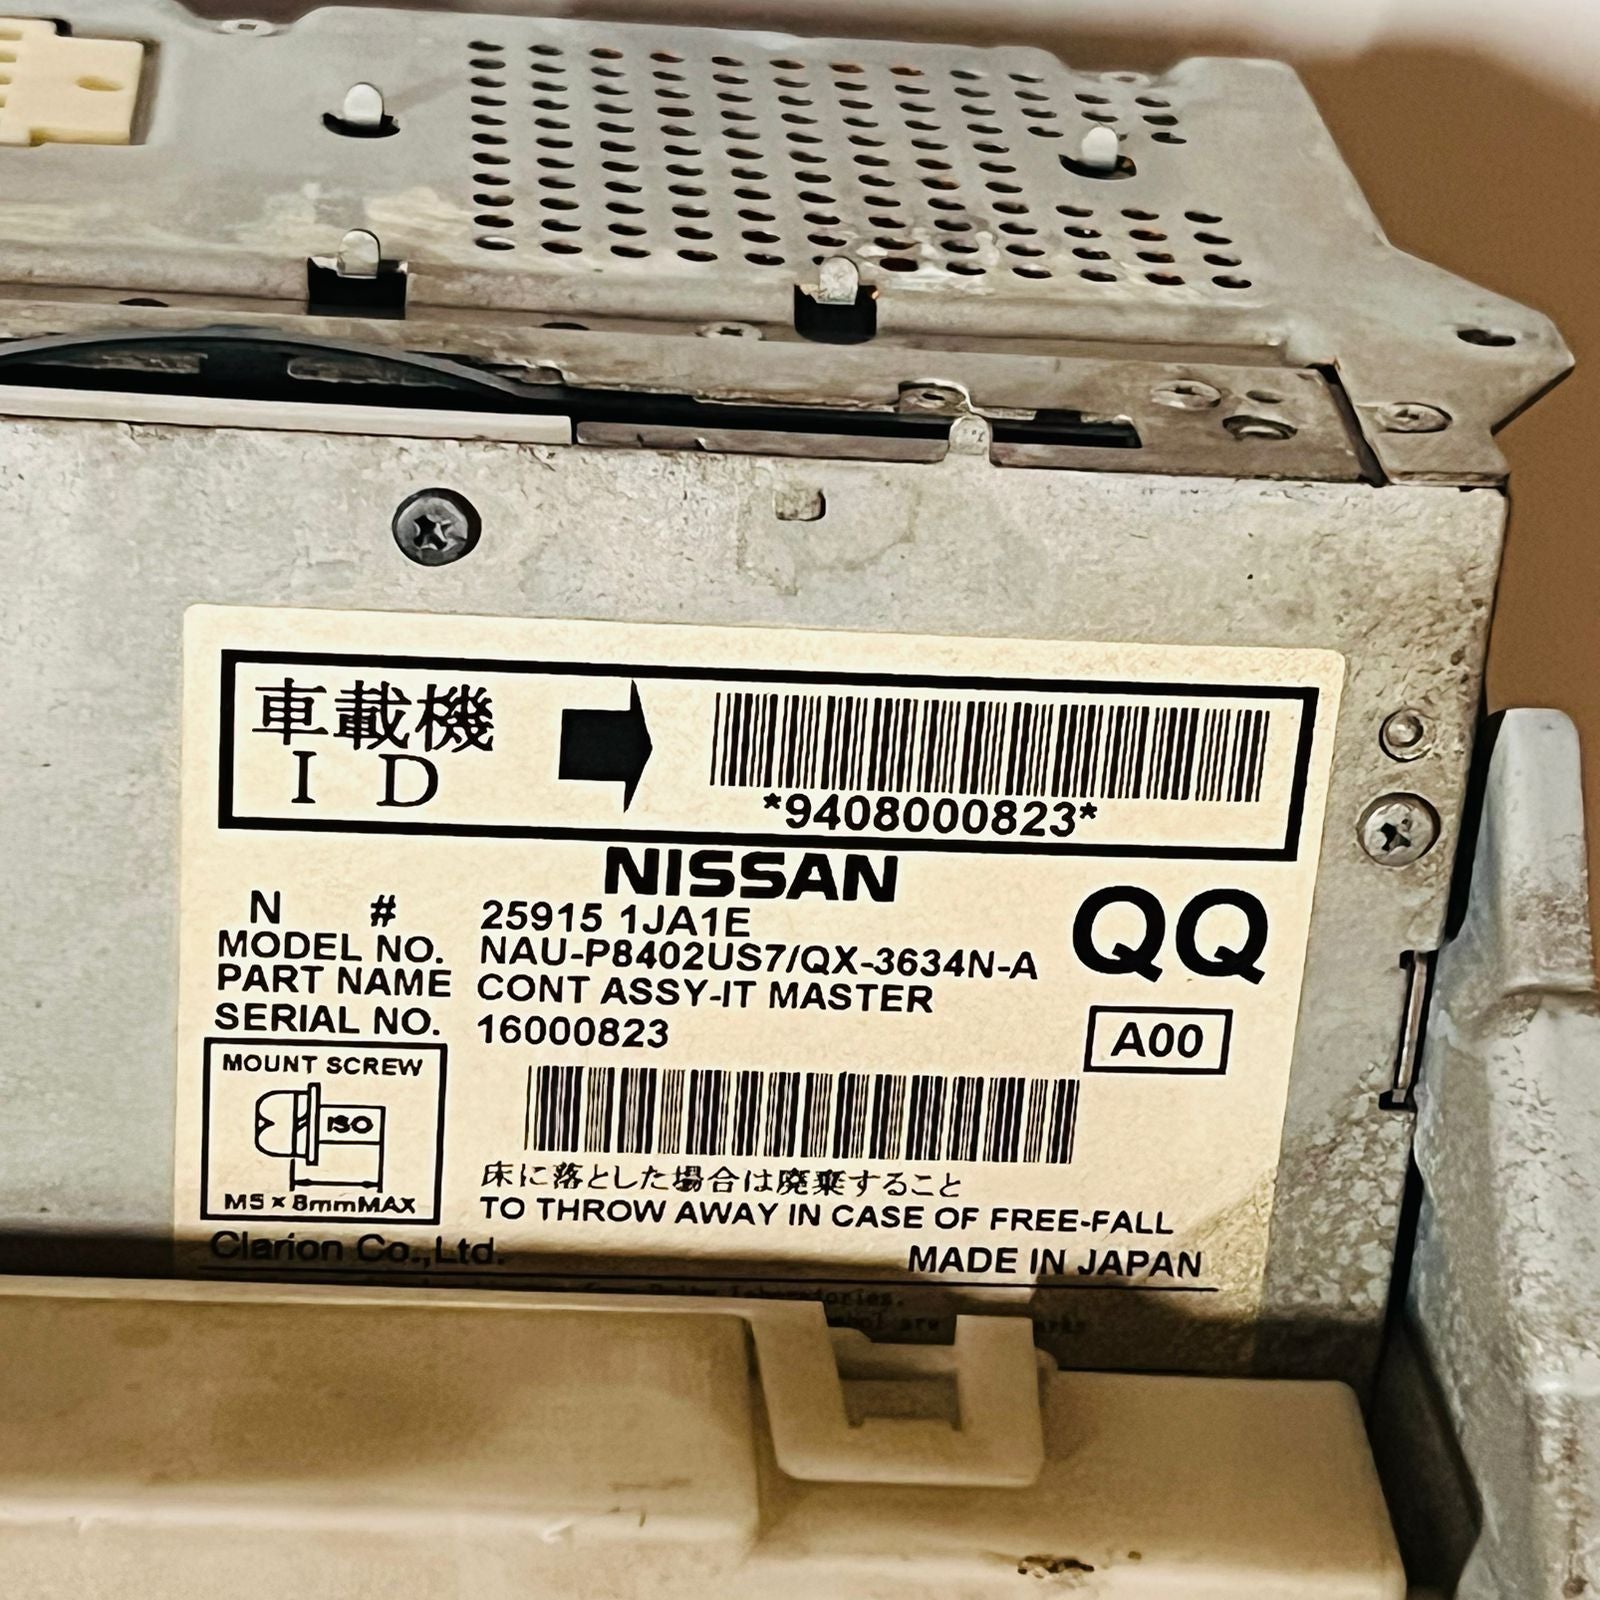 車載機
ID
*9408000823*
NISSAN
N # 25915 1JA1E
QQ
MODEL NO. NAU-P8402US7/QX-3634N-A
PART NAME CONT ASSY-IT MASTER
SERIAL NO. 16000823
A00
MOUNT SCREW
ISO
M5×8mmMAX
床に落とした場合は廃棄すること
TO THROW AWAY IN CASE OF FREE-FALL
Clarion Co.,Ltd. MADE IN JAPAN